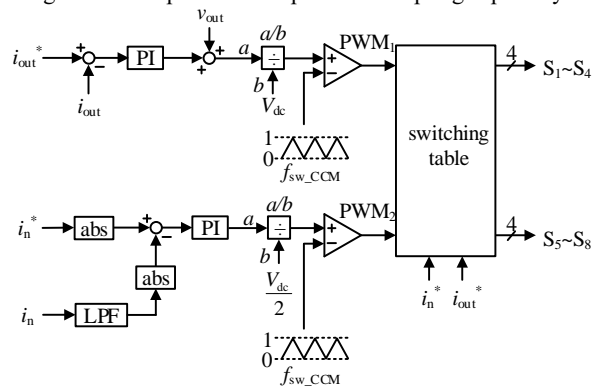 v_out
i_out* + − PI + + a a/b ÷ b V_dc + − PWM₁ 4 S₁~S₄
i_out
1
0
f_sw_CCM
switching
table
i_n* abs + − PI a a/b ÷ b + − PWM₂ 4 S₅~S₈
abs
V_dc
2
i_n LPF
i_n* i_out*
1
0
f_sw_CCM